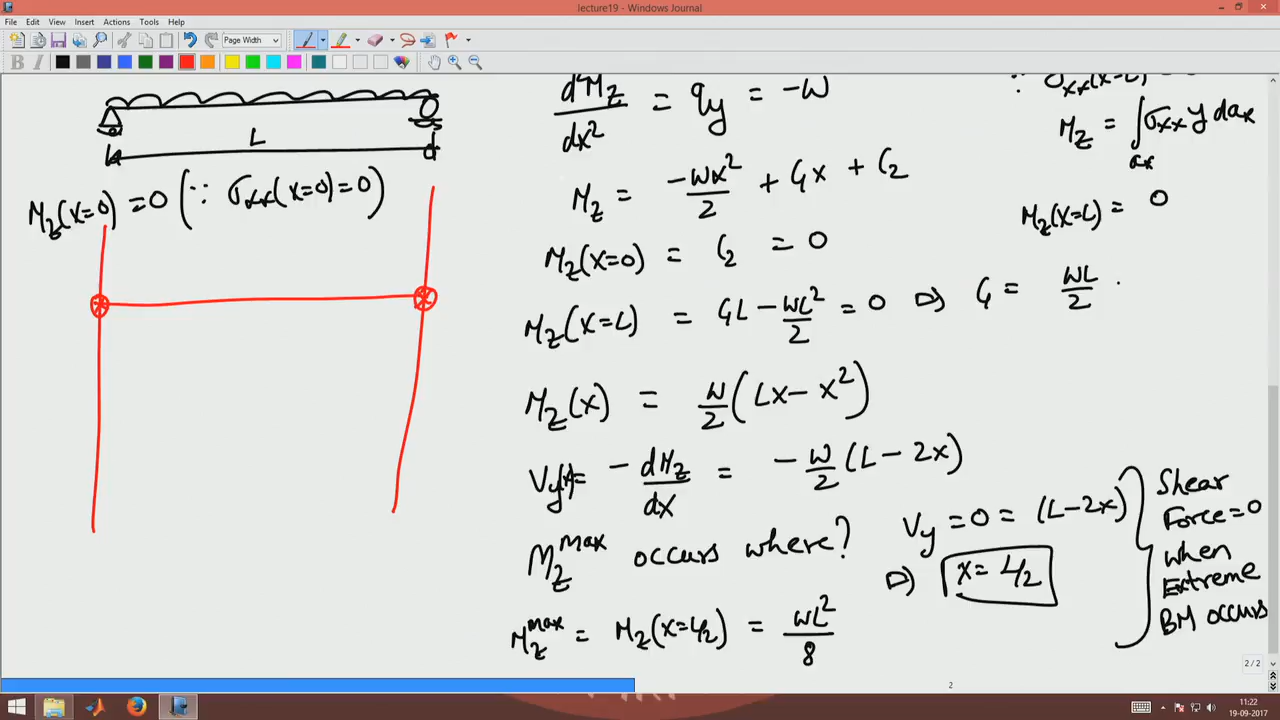 lecture19 - Windows Journal
File Edit View Insert Actions Tools Help
Page Width
B I
L
M_z(x=0) = 0 (∵ σ_xx(x=0)=0)
d²M_z/dx² = q_y = -W
M_z = -Wx²/2 + C₁x + C₂
M_z(x=0) = C₂ = 0
M_z(x=L) = C₁L - WL²/2 = 0 ⇒ C₁ = WL/2
M_z(x) = W/2 (Lx - x²)
V_y(x) = - dM_z/dx = - W/2 (L - 2x)
M_z^max occurs where?
V_y = 0 = (L-2x)
⇒ x = L/2
M_z^max = M_z(x=L/2) = WL²/8
M_z = ∫_ax σ_xx y da_x
M_z(x=L) = 0
Shear
Force=0
when
Extreme
BM occurs
2/2
2
11:22
19-09-2017